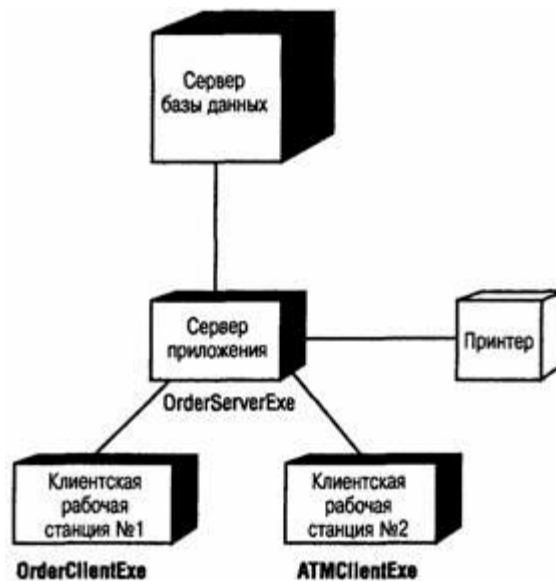 Сервер
базы данных
Сервер
приложения
Принтер
OrderServerExe
Клиентская
рабочая
станция №1
Клиентская
рабочая
станция №2
OrderClientExe
ATMClientExe